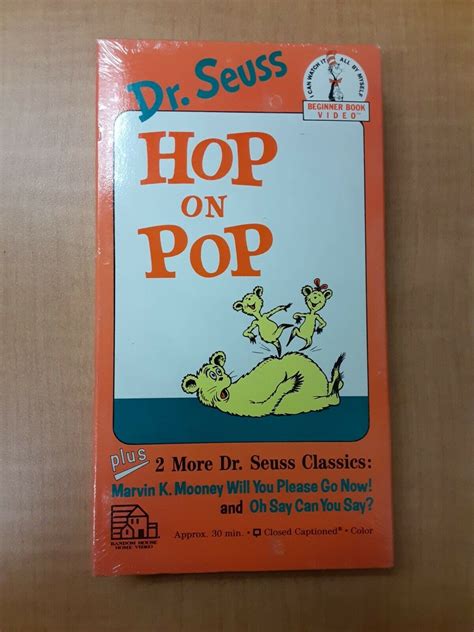 Dr. Seuss
I CAN WATCH IT ALL BY MYSELF
BEGINNER BOOK
VIDEO™
HOP
ON
POP
plus 2 More Dr. Seuss Classics:
Marvin K. Mooney Will You Please Go Now!
and Oh Say Can You Say?
RANDOM HOUSE
HOME VIDEO
Approx. 30 min. • Closed Captioned® • Color